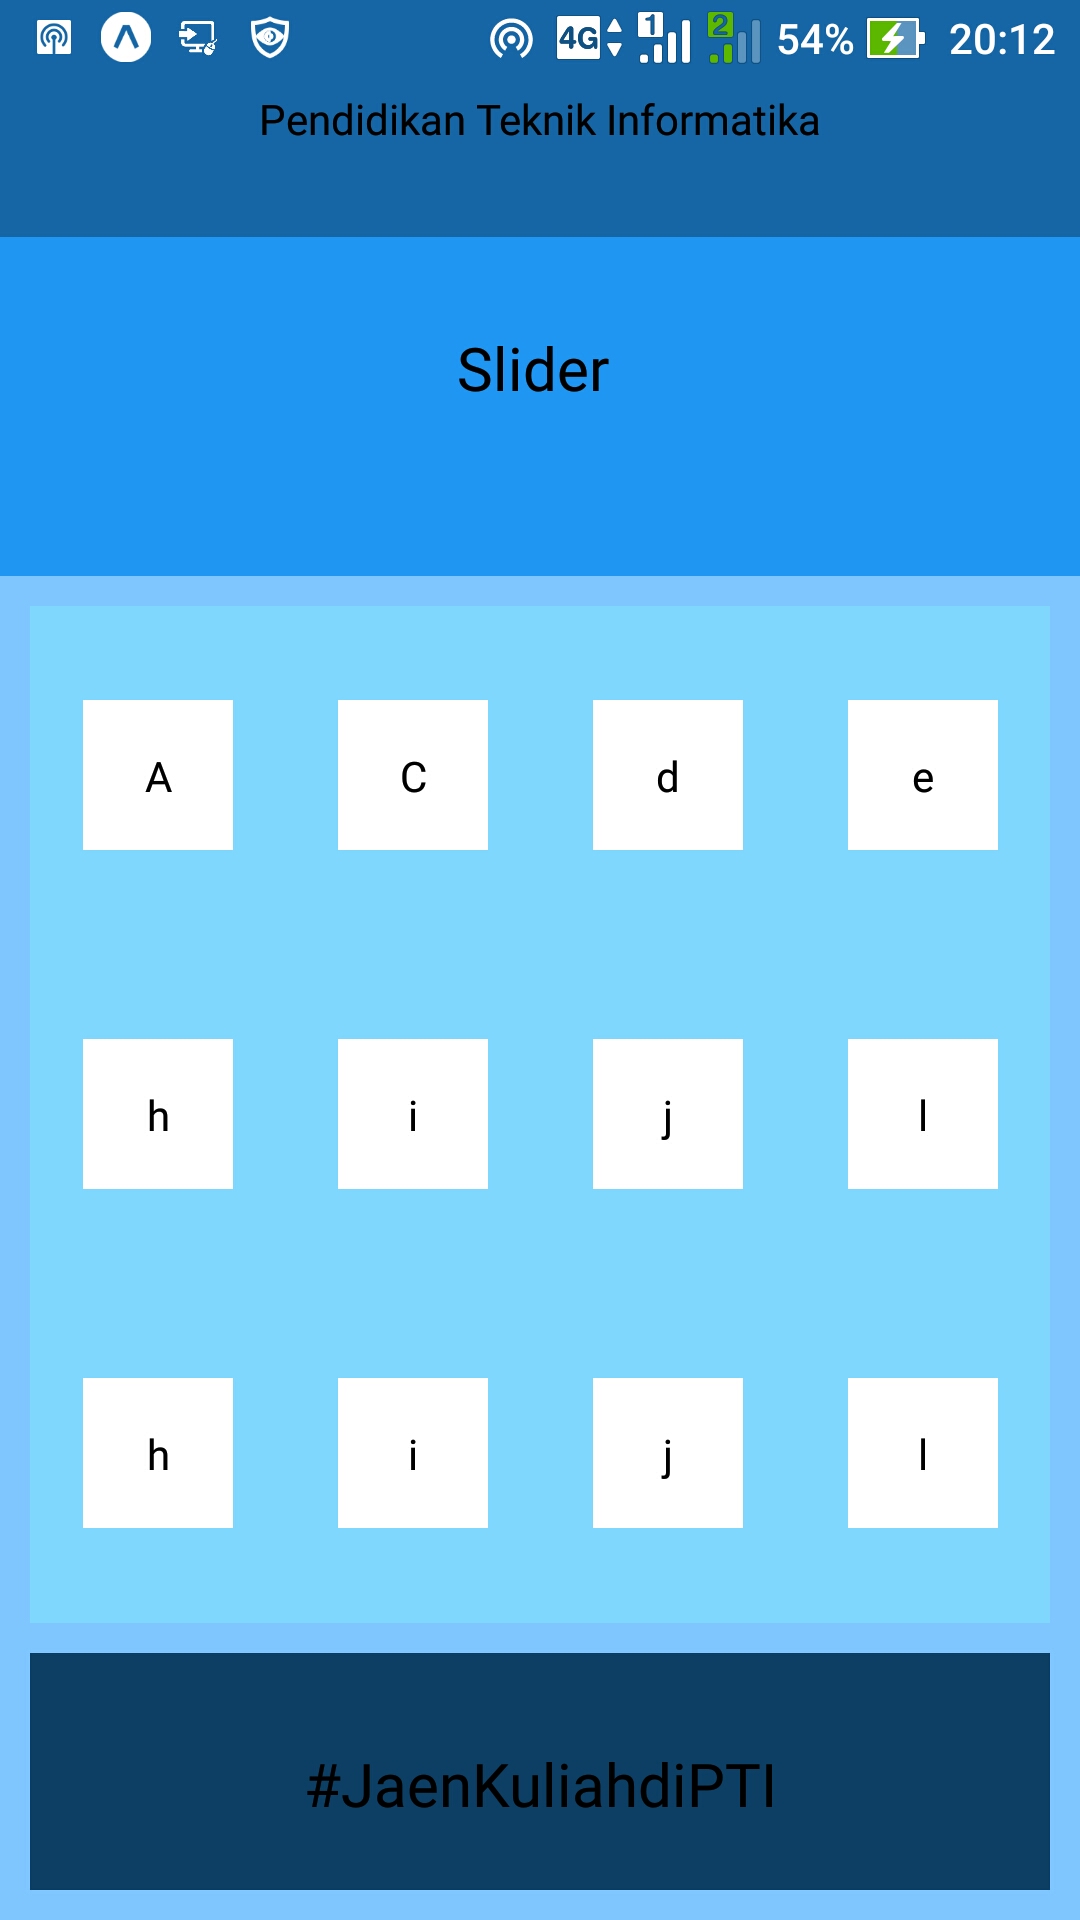 4G 1 2 54% 20:12
Pendidikan Teknik Informatika
Slider
A C d e
h i j l
h i j l
#JaenKuliahdiPTI